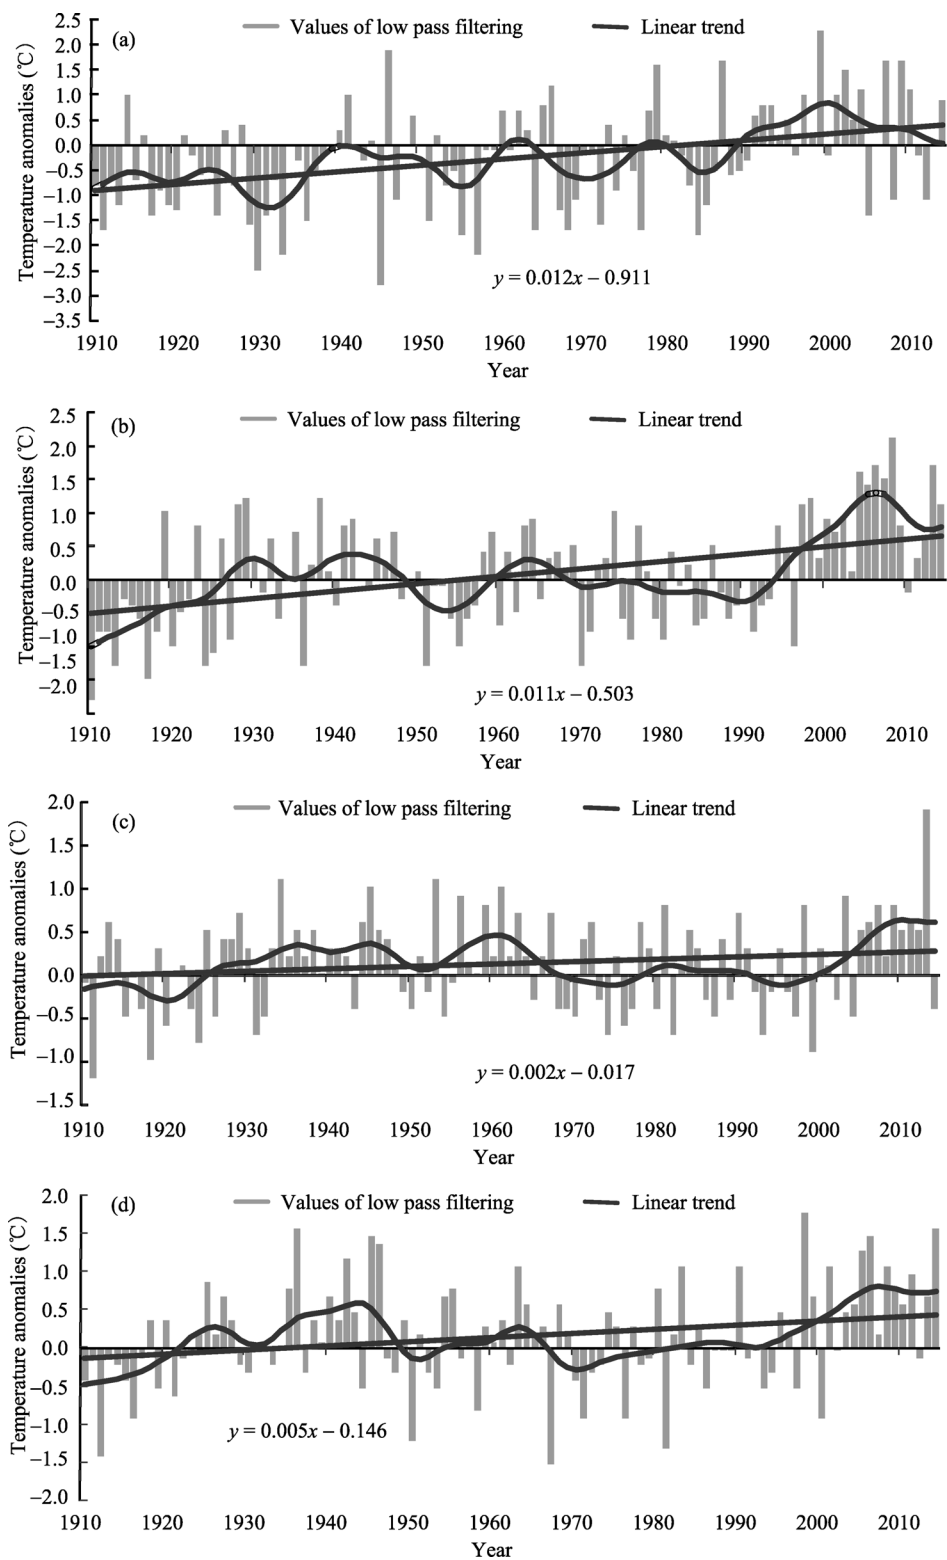 (a)
Values of low pass filtering
Linear trend
Temperature anomalies (℃)
2.5
2.0
1.5
1.0
0.5
0.0
−0.5
−1.0
−1.5
−2.0
−2.5
−3.0
−3.5
y = 0.012x − 0.911
1910 1920 1930 1940 1950 1960 1970 1980 1990 2000 2010
Year
(b)
Values of low pass filtering
Linear trend
Temperature anomalies (℃)
2.5
2.0
1.5
1.0
0.5
0.0
−0.5
−1.0
−1.5
−2.0
y = 0.011x − 0.503
1910 1920 1930 1940 1950 1960 1970 1980 1990 2000 2010
Year
(c)
Values of low pass filtering
Linear trend
Temperature anomalies (℃)
2.0
1.5
1.0
0.5
0.0
−0.5
−1.0
−1.5
y = 0.002x − 0.017
1910 1920 1930 1940 1950 1960 1970 1980 1990 2000 2010
Year
(d)
Values of low pass filtering
Linear trend
Temperature anomalies (℃)
2.0
1.5
1.0
0.5
0.0
−0.5
−1.0
−1.5
−2.0
y = 0.005x − 0.146
1910 1920 1930 1940 1950 1960 1970 1980 1990 2000 2010
Year